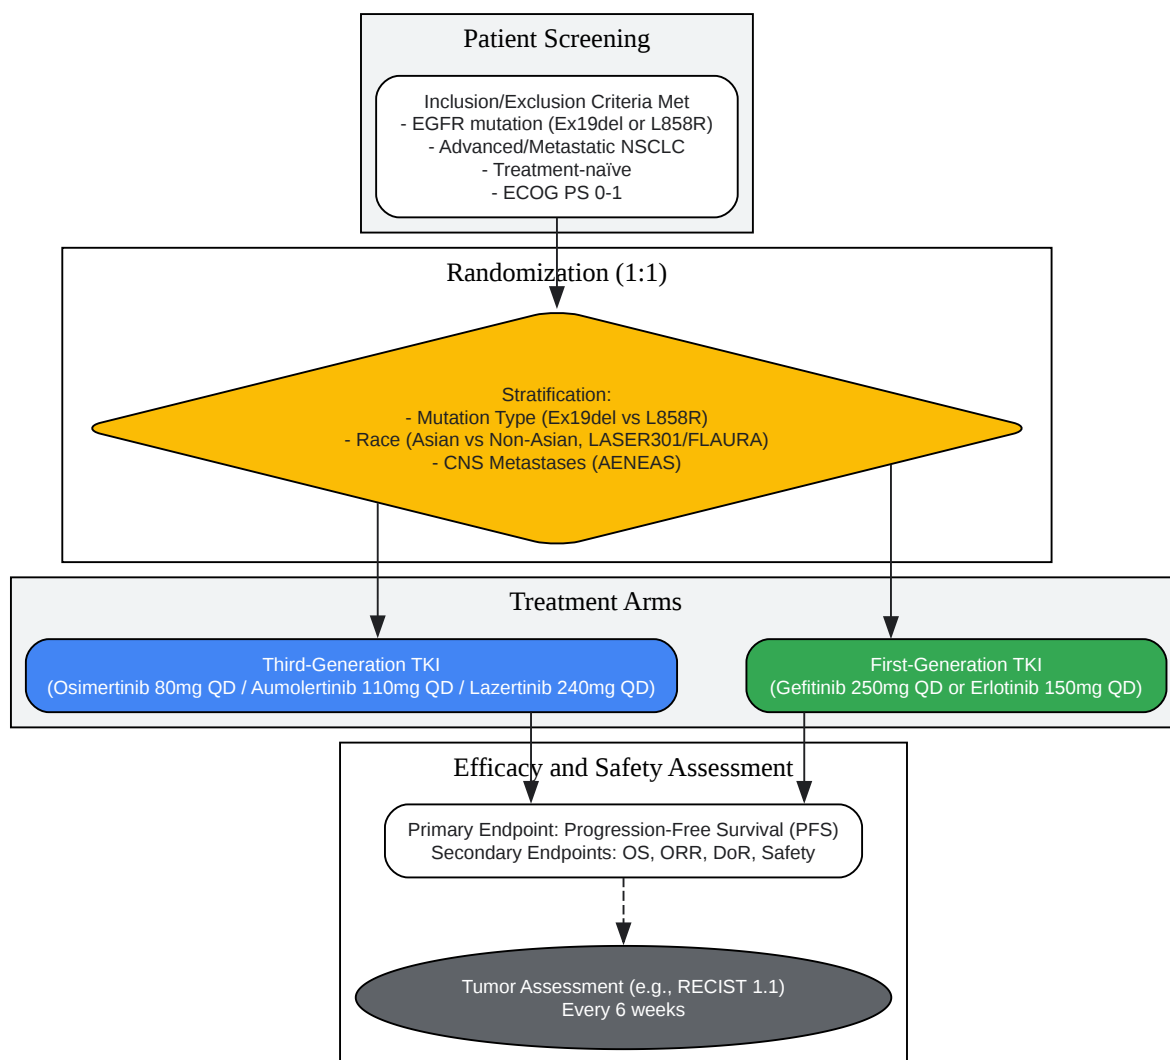 Patient Screening
Inclusion/Exclusion Criteria Met
- EGFR mutation (Ex19del or L858R)
- Advanced/Metastatic NSCLC
- Treatment-naïve
- ECOG PS 0-1
Randomization (1:1)
Stratification:
- Mutation Type (Ex19del vs L858R)
- Race (Asian vs Non-Asian, LASER301/FLAURA)
- CNS Metastases (AENEAS)
Treatment Arms
Third-Generation TKI
(Osimertinib 80mg QD / Aumolertinib 110mg QD / Lazertinib 240mg QD)
First-Generation TKI
(Gefitinib 250mg QD or Erlotinib 150mg QD)
Efficacy and Safety Assessment
Primary Endpoint: Progression-Free Survival (PFS)
Secondary Endpoints: OS, ORR, DoR, Safety
Tumor Assessment (e.g., RECIST 1.1)
Every 6 weeks